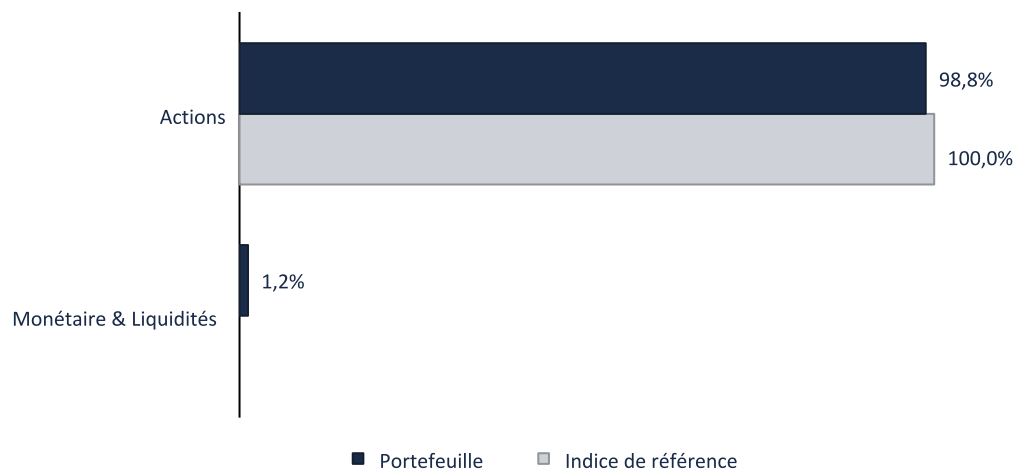 98,8%
Actions
100,0%
1,2%
Monétaire & Liquidités
Portefeuille
Indice de référence